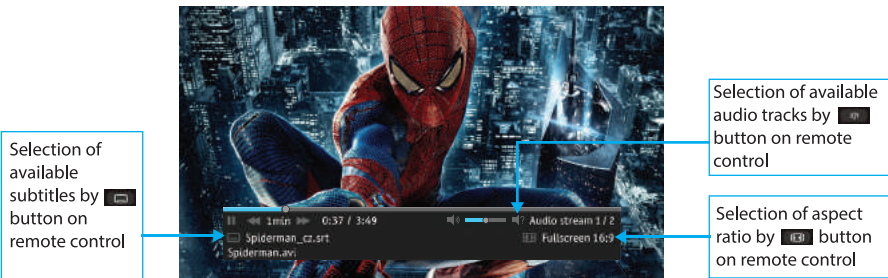 Selection of
available
subtitles by
button on
remote control
1min 0:37 / 3:49
Audio stream 1 / 2
Spiderman_cz.srt
Fullscreen 16:9
Spiderman.avi
Selection of available
audio tracks by
button on remote
control
Selection of aspect
ratio by button
on remote control